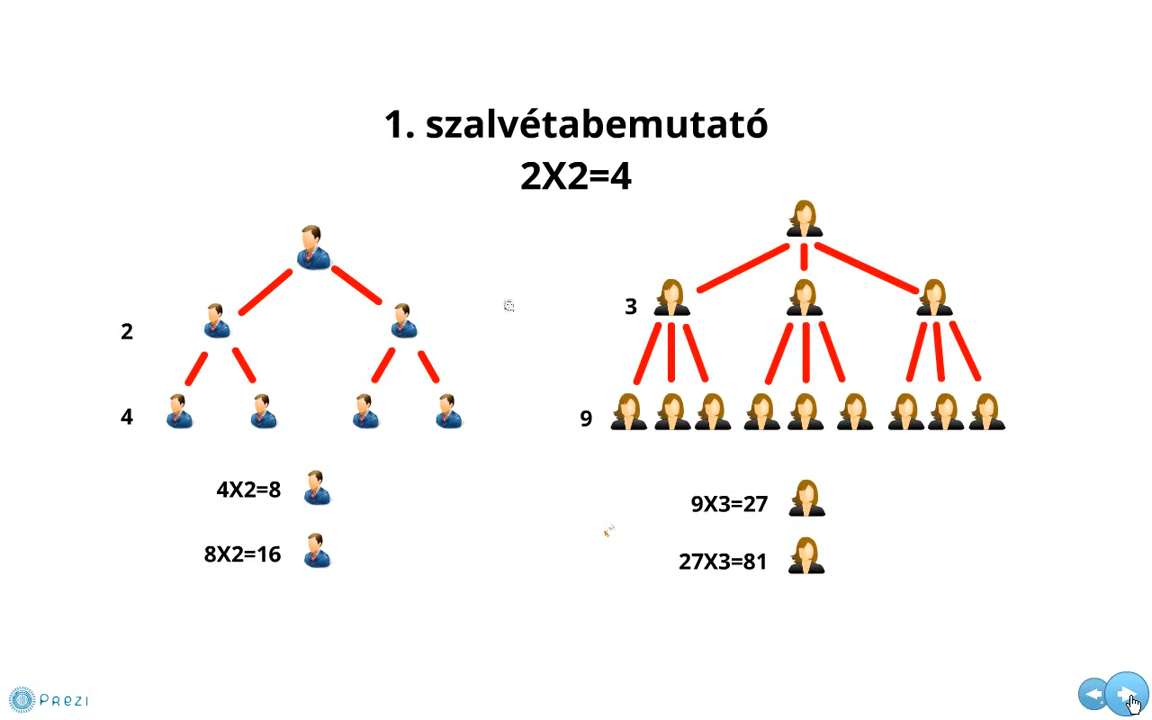 1. szalvétabemutató
2X2=4
2
4
4X2=8
8X2=16
3
9
9X3=27
27X3=81
Prezi